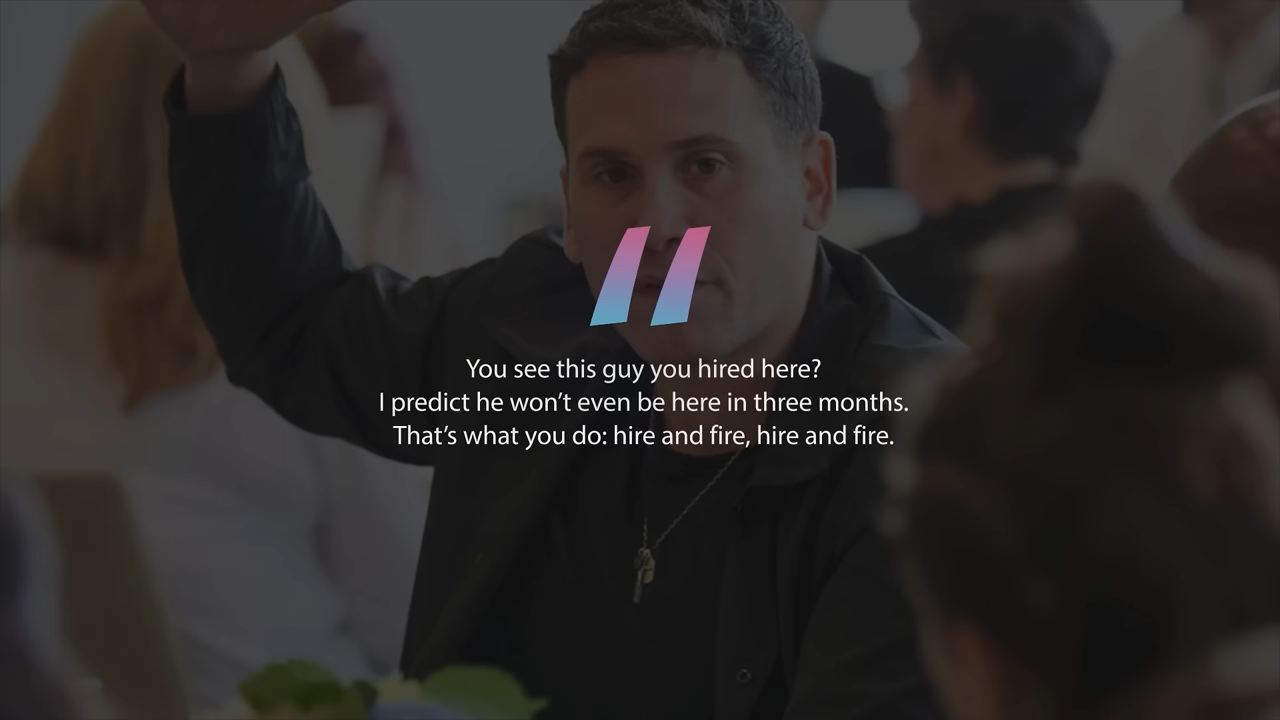 You see this guy you hired here?
I predict he won’t even be here in three months.
That’s what you do: hire and fire, hire and fire.